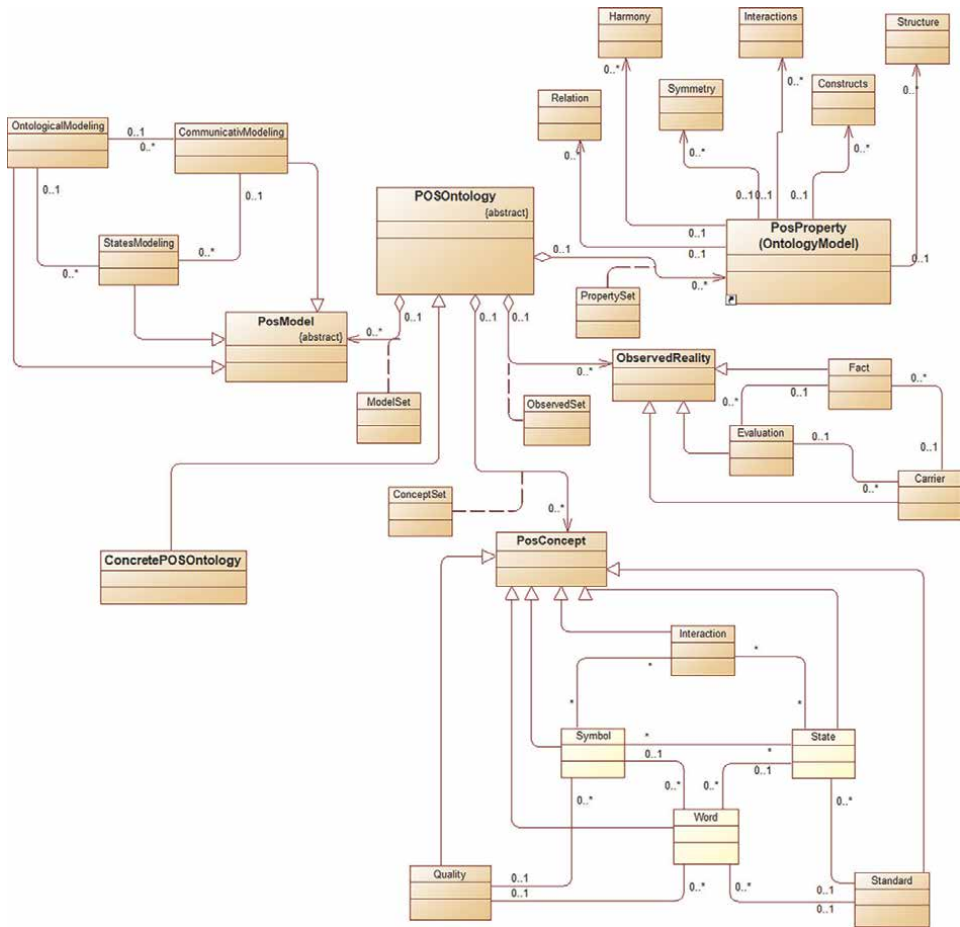 Harmony
0..*
Interactions
0..*
Structure
0..*
Relation
0..*
Symmetry
0..*
Constructs
0..*
OntologicalModeling
0..1
0..*
CommunicativModeling
0..1
0..1
StatesModeling
0..*
0..*
POSOntology
{abstract}
0..1
0..1
0..1
0..1
0..1
0..1
0..1
0..1
0..1
0..1
PosProperty
(OntologyModel)
0..*
PropertySet
PosModel
{abstract}
0..*
ModelSet
ObservedSet
ObservedReality
0..*
Fact
0..*
0..1
0..*
Evaluation
0..1
0..1
0..*
Carrier
ConceptSet
0..*
ConcretePOSOntology
PosConcept
Interaction
*
*
*
*
Symbol
*
0..1
0..*
*
State
0..1
0..*
0..*
0..*
Word
Quality
0..1
0..1
0..*
0..*
0..1
0..1
Standard